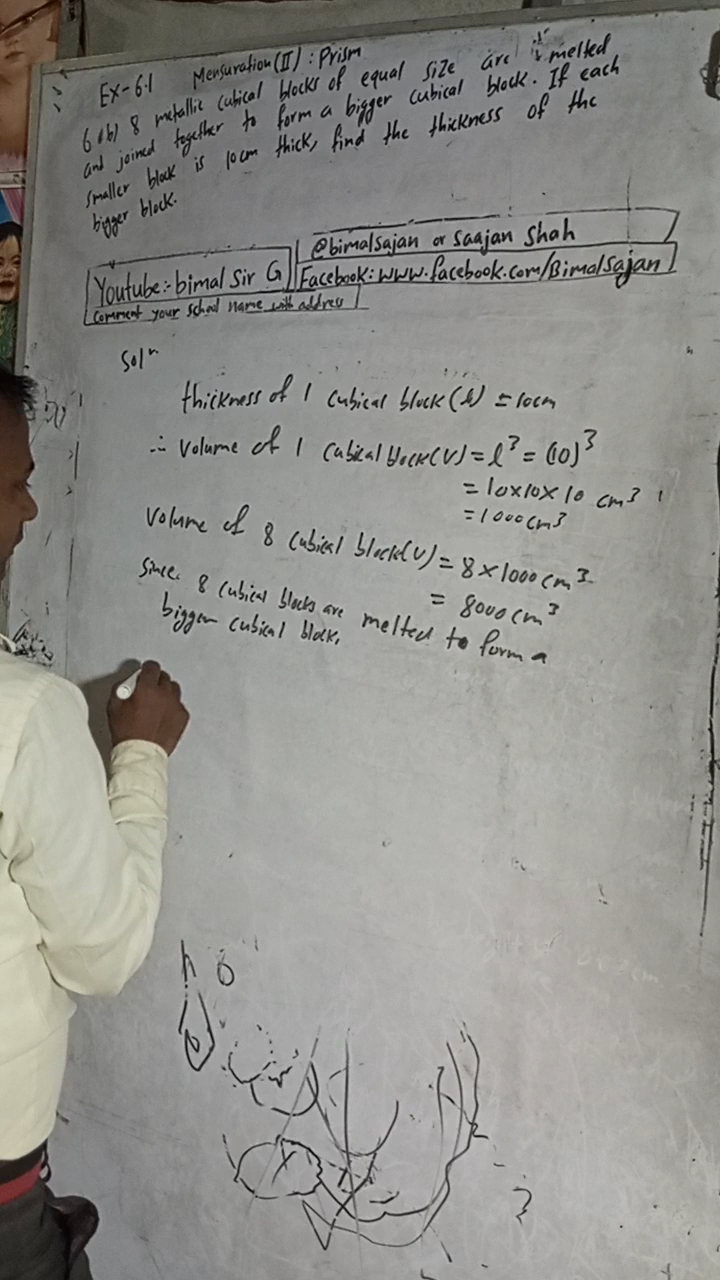 Ex-6.1 Mensuration (II) : Prism
6 (b) 8 metallic cubical blocks of equal size are melted
and joined together to form a bigger cubical block. If each
smaller block is 10cm thick, find the thickness of the
bigger block.
@bimalsajan or Saajan Shah
Youtube:- bimal Sir G
Facebook: www.facebook.com/BimalSajan
Comment your school name with address
Solⁿ
thickness of 1 cubical block (l) = 10cm
∴ Volume of 1 Cubical block (V) = l³ = (10)³
= 10×10×10 cm³
= 1000 cm³
Volume of 8 cubical block (V) = 8 × 1000 cm³
= 8000 cm³
Since, 8 cubical blocks are melted to form a
bigger cubical block,
h 6